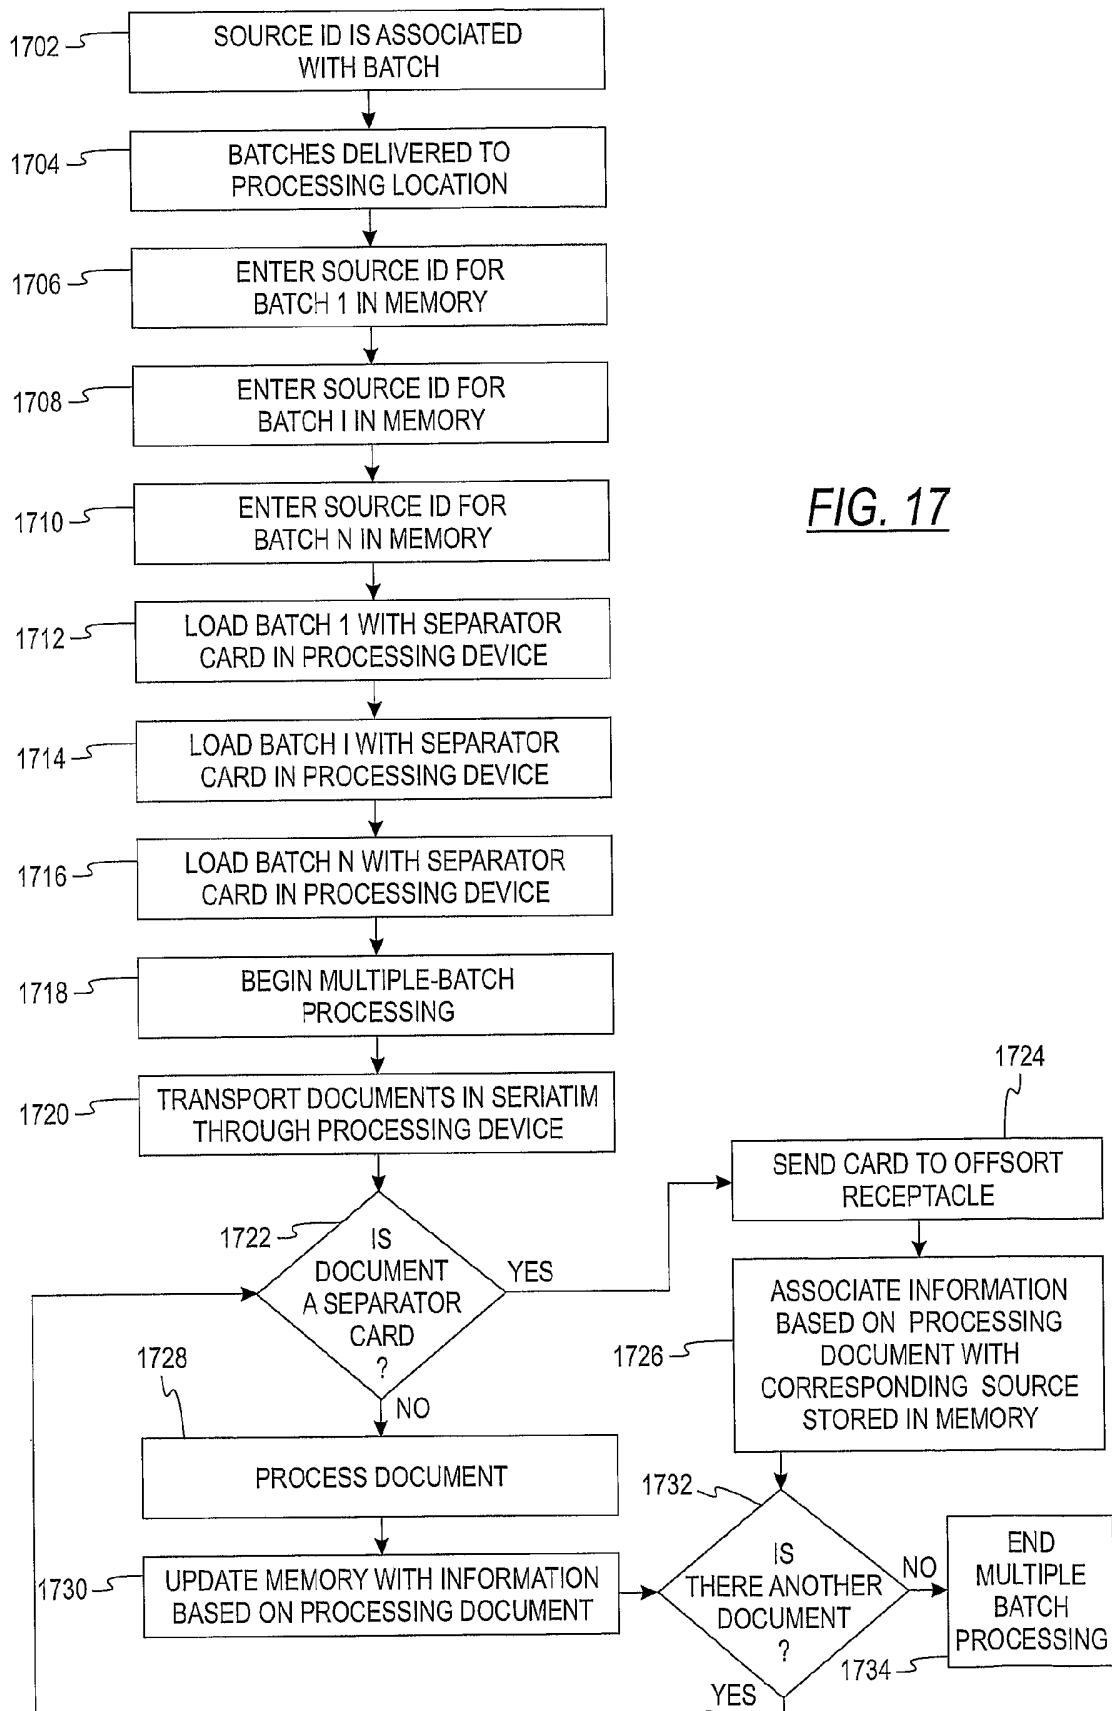 1702
SOURCE ID IS ASSOCIATED
WITH BATCH
1704
BATCHES DELIVERED TO
PROCESSING LOCATION
1706
ENTER SOURCE ID FOR
BATCH 1 IN MEMORY
1708
ENTER SOURCE ID FOR
BATCH I IN MEMORY
1710
ENTER SOURCE ID FOR
BATCH N IN MEMORY
FIG. 17
1712
LOAD BATCH 1 WITH SEPARATOR
CARD IN PROCESSING DEVICE
1714
LOAD BATCH I WITH SEPARATOR
CARD IN PROCESSING DEVICE
1716
LOAD BATCH N WITH SEPARATOR
CARD IN PROCESSING DEVICE
1718
BEGIN MULTIPLE-BATCH
PROCESSING
1720
TRANSPORT DOCUMENTS IN SERIATIM
THROUGH PROCESSING DEVICE
1722
IS
DOCUMENT
A SEPARATOR
CARD
?
YES
NO
1724
SEND CARD TO OFFSORT
RECEPTACLE
1726
ASSOCIATE INFORMATION
BASED ON PROCESSING
DOCUMENT WITH
CORRESPONDING SOURCE
STORED IN MEMORY
1728
PROCESS DOCUMENT
1730
UPDATE MEMORY WITH INFORMATION
BASED ON PROCESSING DOCUMENT
1732
IS
THERE ANOTHER
DOCUMENT
?
NO
YES
END
MULTIPLE
BATCH
PROCESSING
1734